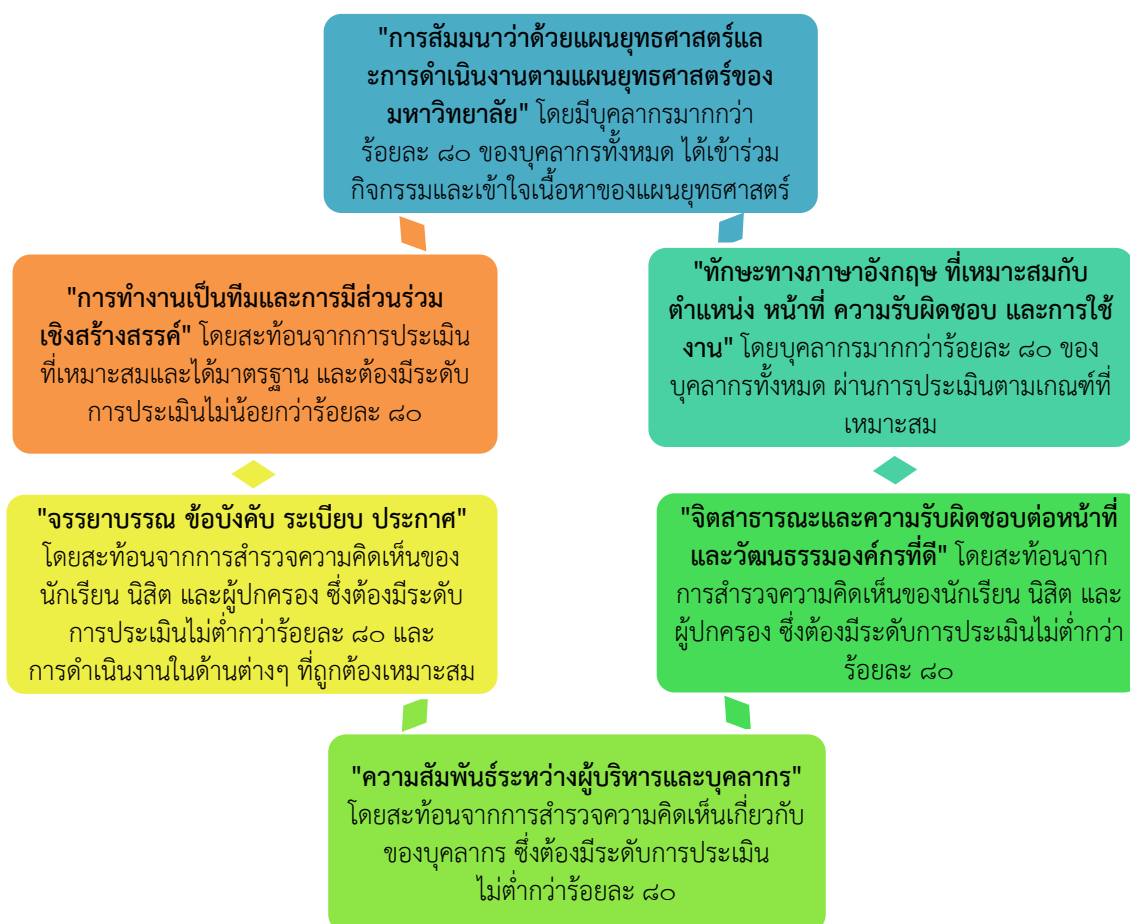 "การสัมมนาว่าด้วยแผนยุทธศาสตร์แล
ะการดำเนินงานตามแผนยุทธศาสตร์ของ
มหาวิทยาลัย" โดยมีบุคลากรมากกว่า
ร้อยละ ๘๐ ของบุคลากรทั้งหมด ได้เข้าร่วม
กิจกรรมและเข้าใจเนื้อหาของแผนยุทธศาสตร์
"การทำงานเป็นทีมและการมีส่วนร่วม
เชิงสร้างสรรค์" โดยสะท้อนจากการประเมิน
ที่เหมาะสมและได้มาตรฐาน และต้องมีระดับ
การประเมินไม่น้อยกว่าร้อยละ ๘๐
"ทักษะทางภาษาอังกฤษ ที่เหมาะสมกับ
ตำแหน่ง หน้าที่ ความรับผิดชอบ และการใช้
งาน" โดยบุคลากรมากกว่าร้อยละ ๘๐ ของ
บุคลากรทั้งหมด ผ่านการประเมินตามเกณฑ์ที่
เหมาะสม
"จรรยาบรรณ ข้อบังคับ ระเบียบ ประกาศ"
โดยสะท้อนจากการสำรวจความคิดเห็นของ
นักเรียน นิสิต และผู้ปกครอง ซึ่งต้องมีระดับ
การประเมินไม่ต่ำกว่าร้อยละ ๘๐ และ
การดำเนินงานในด้านต่างๆ ที่ถูกต้องเหมาะสม
"จิตสาธารณะและความรับผิดชอบต่อหน้าที่
และวัฒนธรรมองค์กรที่ดี" โดยสะท้อนจาก
การสำรวจความคิดเห็นของนักเรียน นิสิต และ
ผู้ปกครอง ซึ่งต้องมีระดับการประเมินไม่ต่ำกว่า
ร้อยละ ๘๐
"ความสัมพันธ์ระหว่างผู้บริหารและบุคลากร"
โดยสะท้อนจากการสำรวจความคิดเห็นเกี่ยวกับ
ของบุคลากร ซึ่งต้องมีระดับการประเมิน
ไม่ต่ำกว่าร้อยละ ๘๐